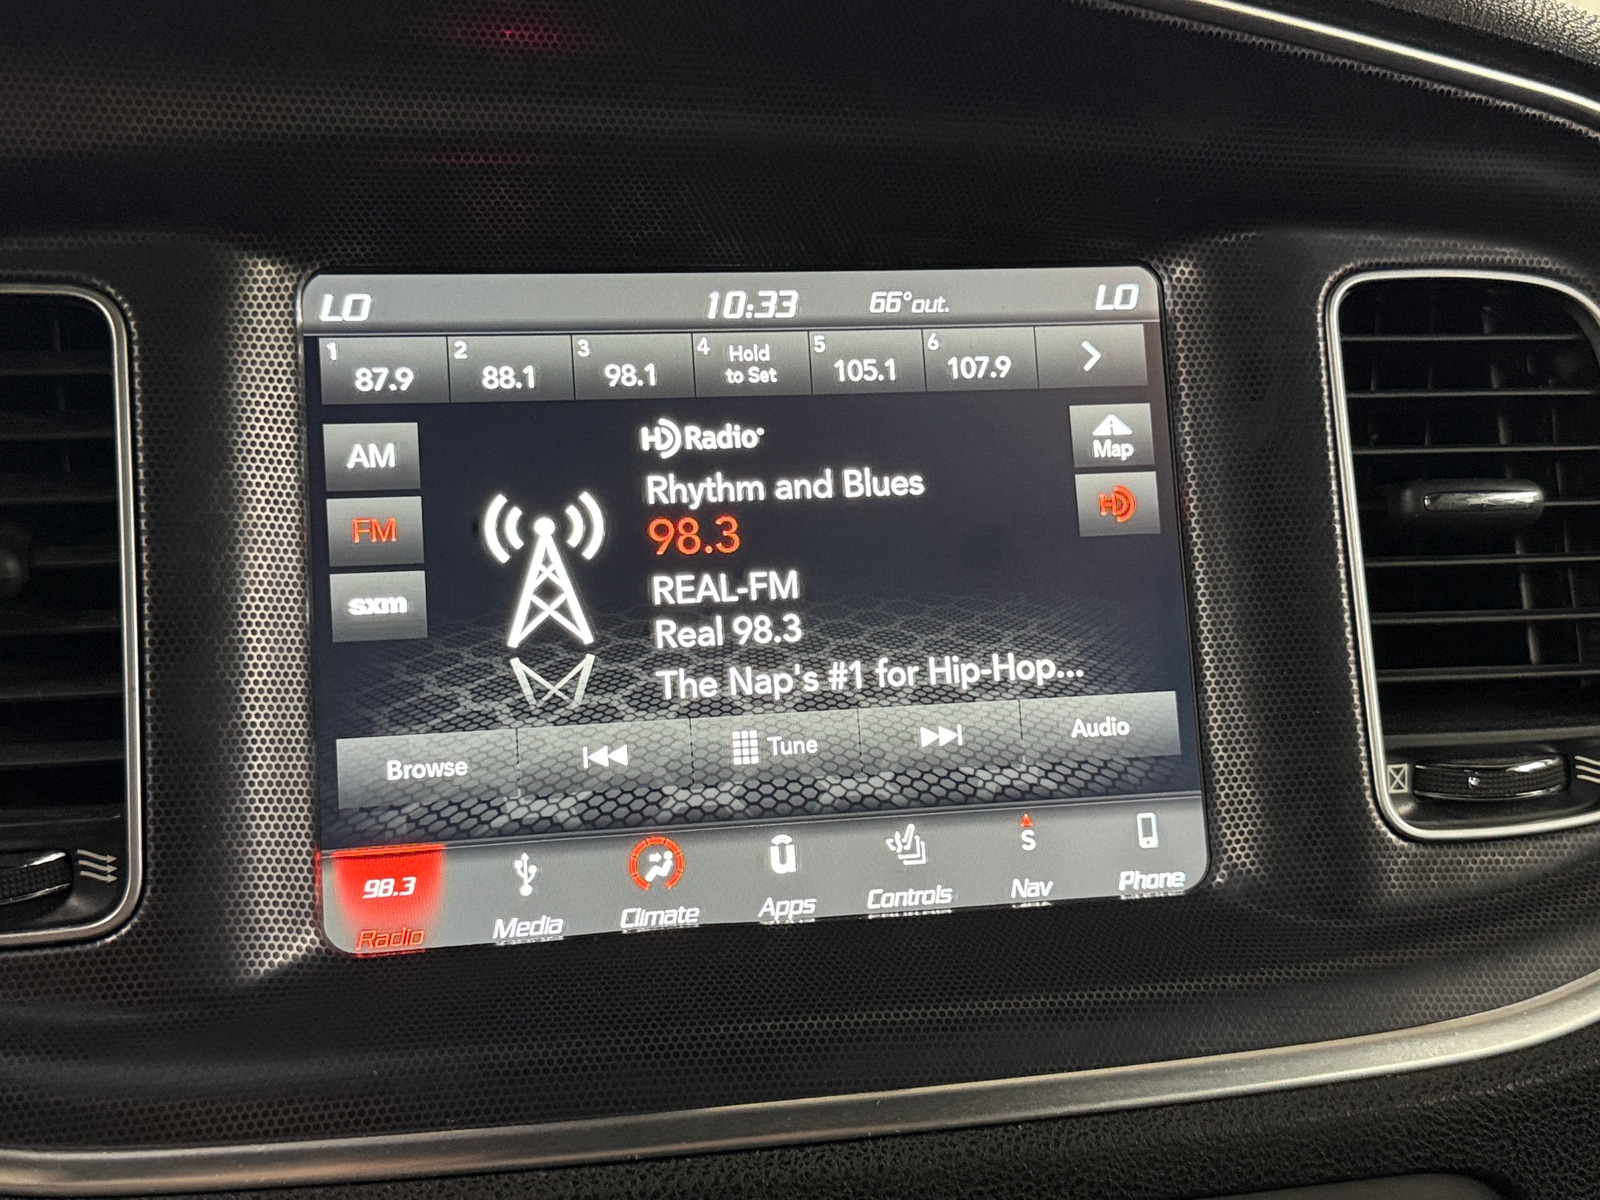 LO 10:33 66°out. LO
1 87.9 2 88.1 3 98.1 4 Hold to Set 5 105.1 6 107.9
HD Radio
AM
Map
Rhythm and Blues
FM
98.3
HD
REAL-FM
sxm
Real 98.3
The Nap's #1 for Hip-Hop...
Browse Tune Audio
98.3 S
Radio Media Climate Apps Controls Nav Phone